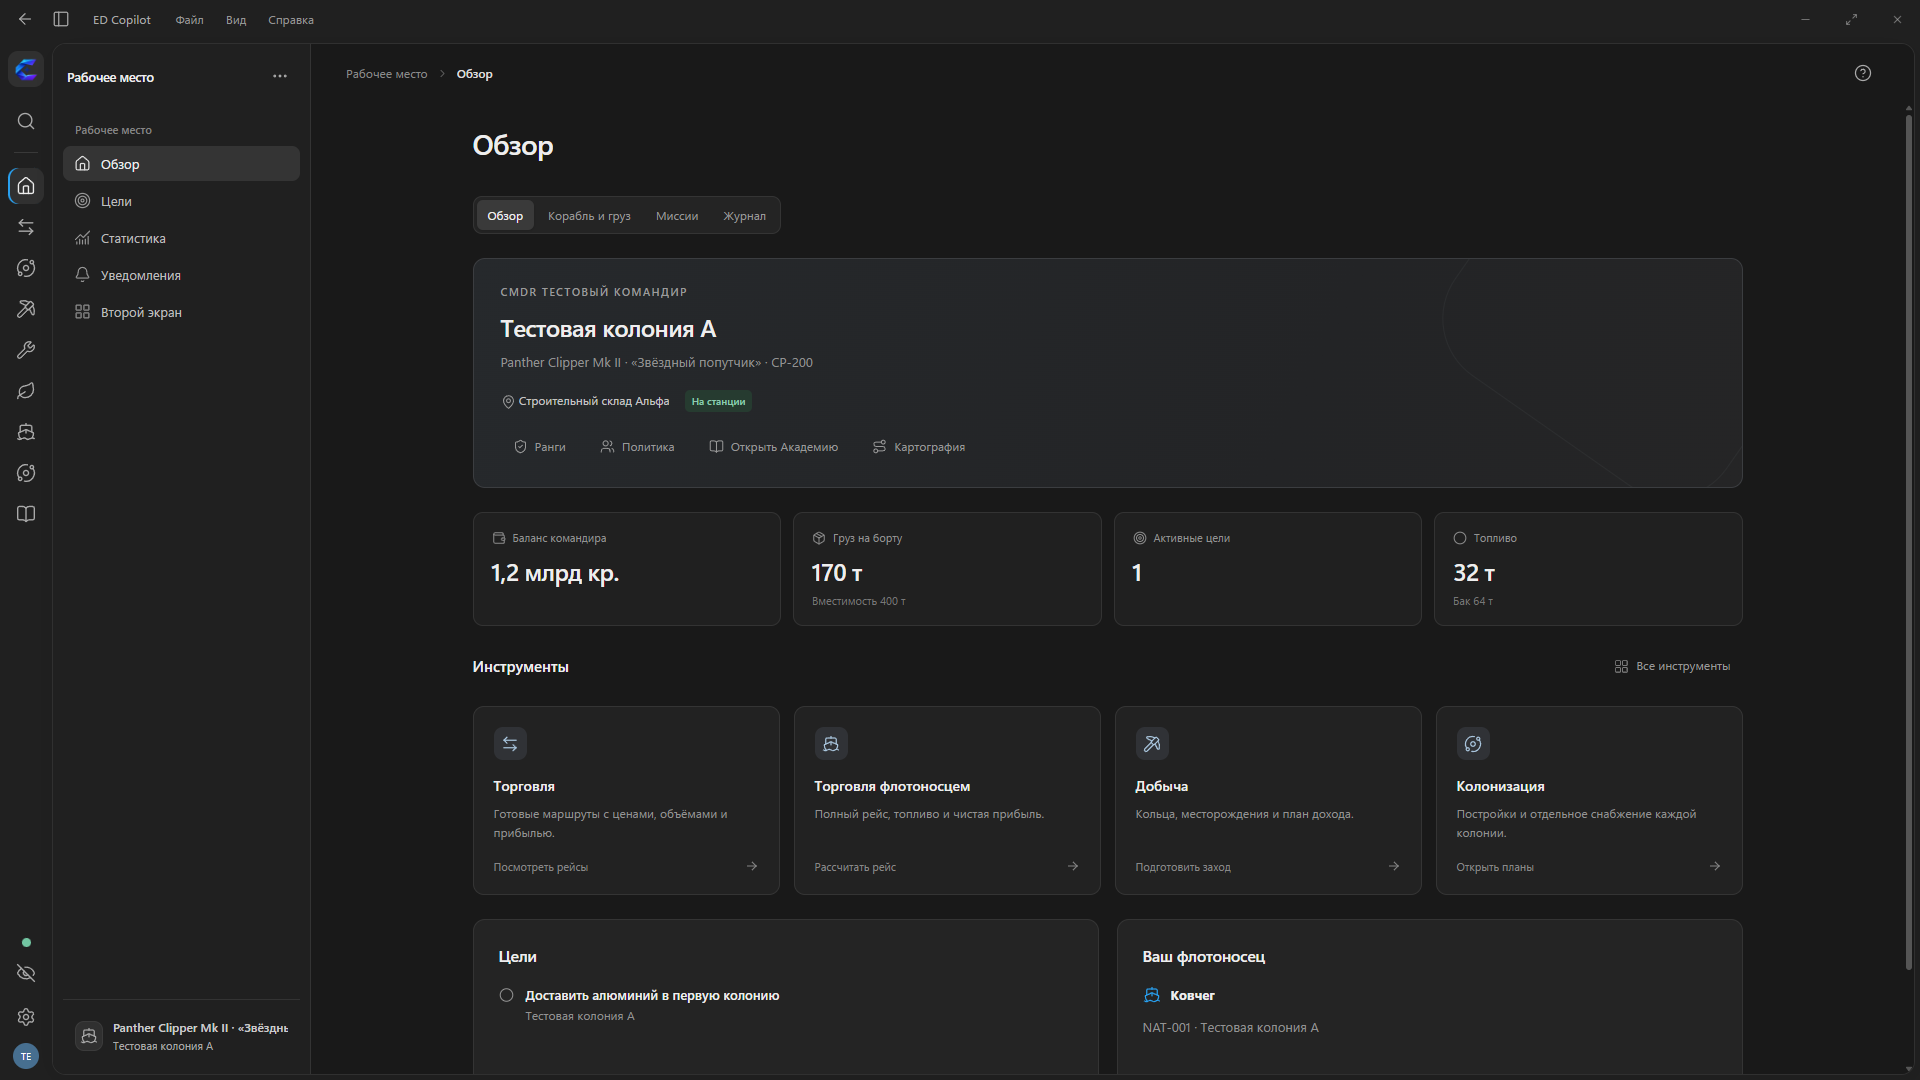 ED Copilot Файл Вид Справка
Рабочее место
Рабочее место
Обзор
Цели
Статистика
Уведомления
Второй экран
Panther Clipper Mk II · «Звёздны
Тестовая колония А
TE
Рабочее место > Обзор
Обзор
Обзор Корабль и груз Миссии Журнал
CMDR ТЕСТОВЫЙ КОМАНДИР
Тестовая колония А
Panther Clipper Mk II · «Звёздный попутчик» · CP-200
Строительный склад Альфа На станции
Ранги Политика Открыть Академию Картография
Баланс командира
1,2 млрд кр.
Груз на борту
170 т
Вместимость 400 т
Активные цели
1
Топливо
32 т
Бак 64 т
Инструменты
Все инструменты
Торговля
Готовые маршруты с ценами, объёмами и
прибылью.
Посмотреть рейсы
Торговля флотоносцем
Полный рейс, топливо и чистая прибыль.
Рассчитать рейс
Добыча
Кольца, месторождения и план дохода.
Подготовить заход
Колонизация
Постройки и отдельное снабжение каждой
колонии.
Открыть планы
Цели
Доставить алюминий в первую колонию
Тестовая колония А
Ваш флотоносец
Ковчег
NAT-001 · Тестовая колония А